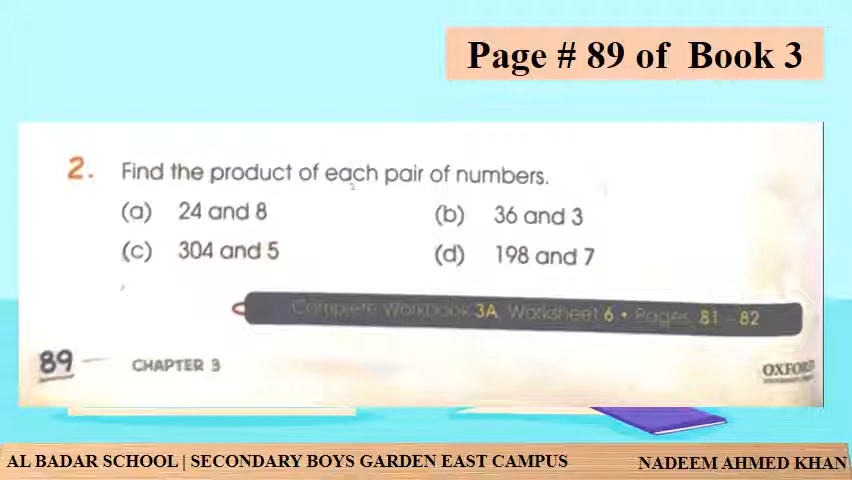 Page # 89 of Book 3
2. Find the product of each pair of numbers.
(a) 24 and 8 (b) 36 and 3
(c) 304 and 5 (d) 198 and 7
Complete Workbook 3A, Worksheet 6 • Pages 81 - 82
89 CHAPTER 3
OXFORD
AL BADAR SCHOOL | SECONDARY BOYS GARDEN EAST CAMPUS NADEEM AHMED KHAN